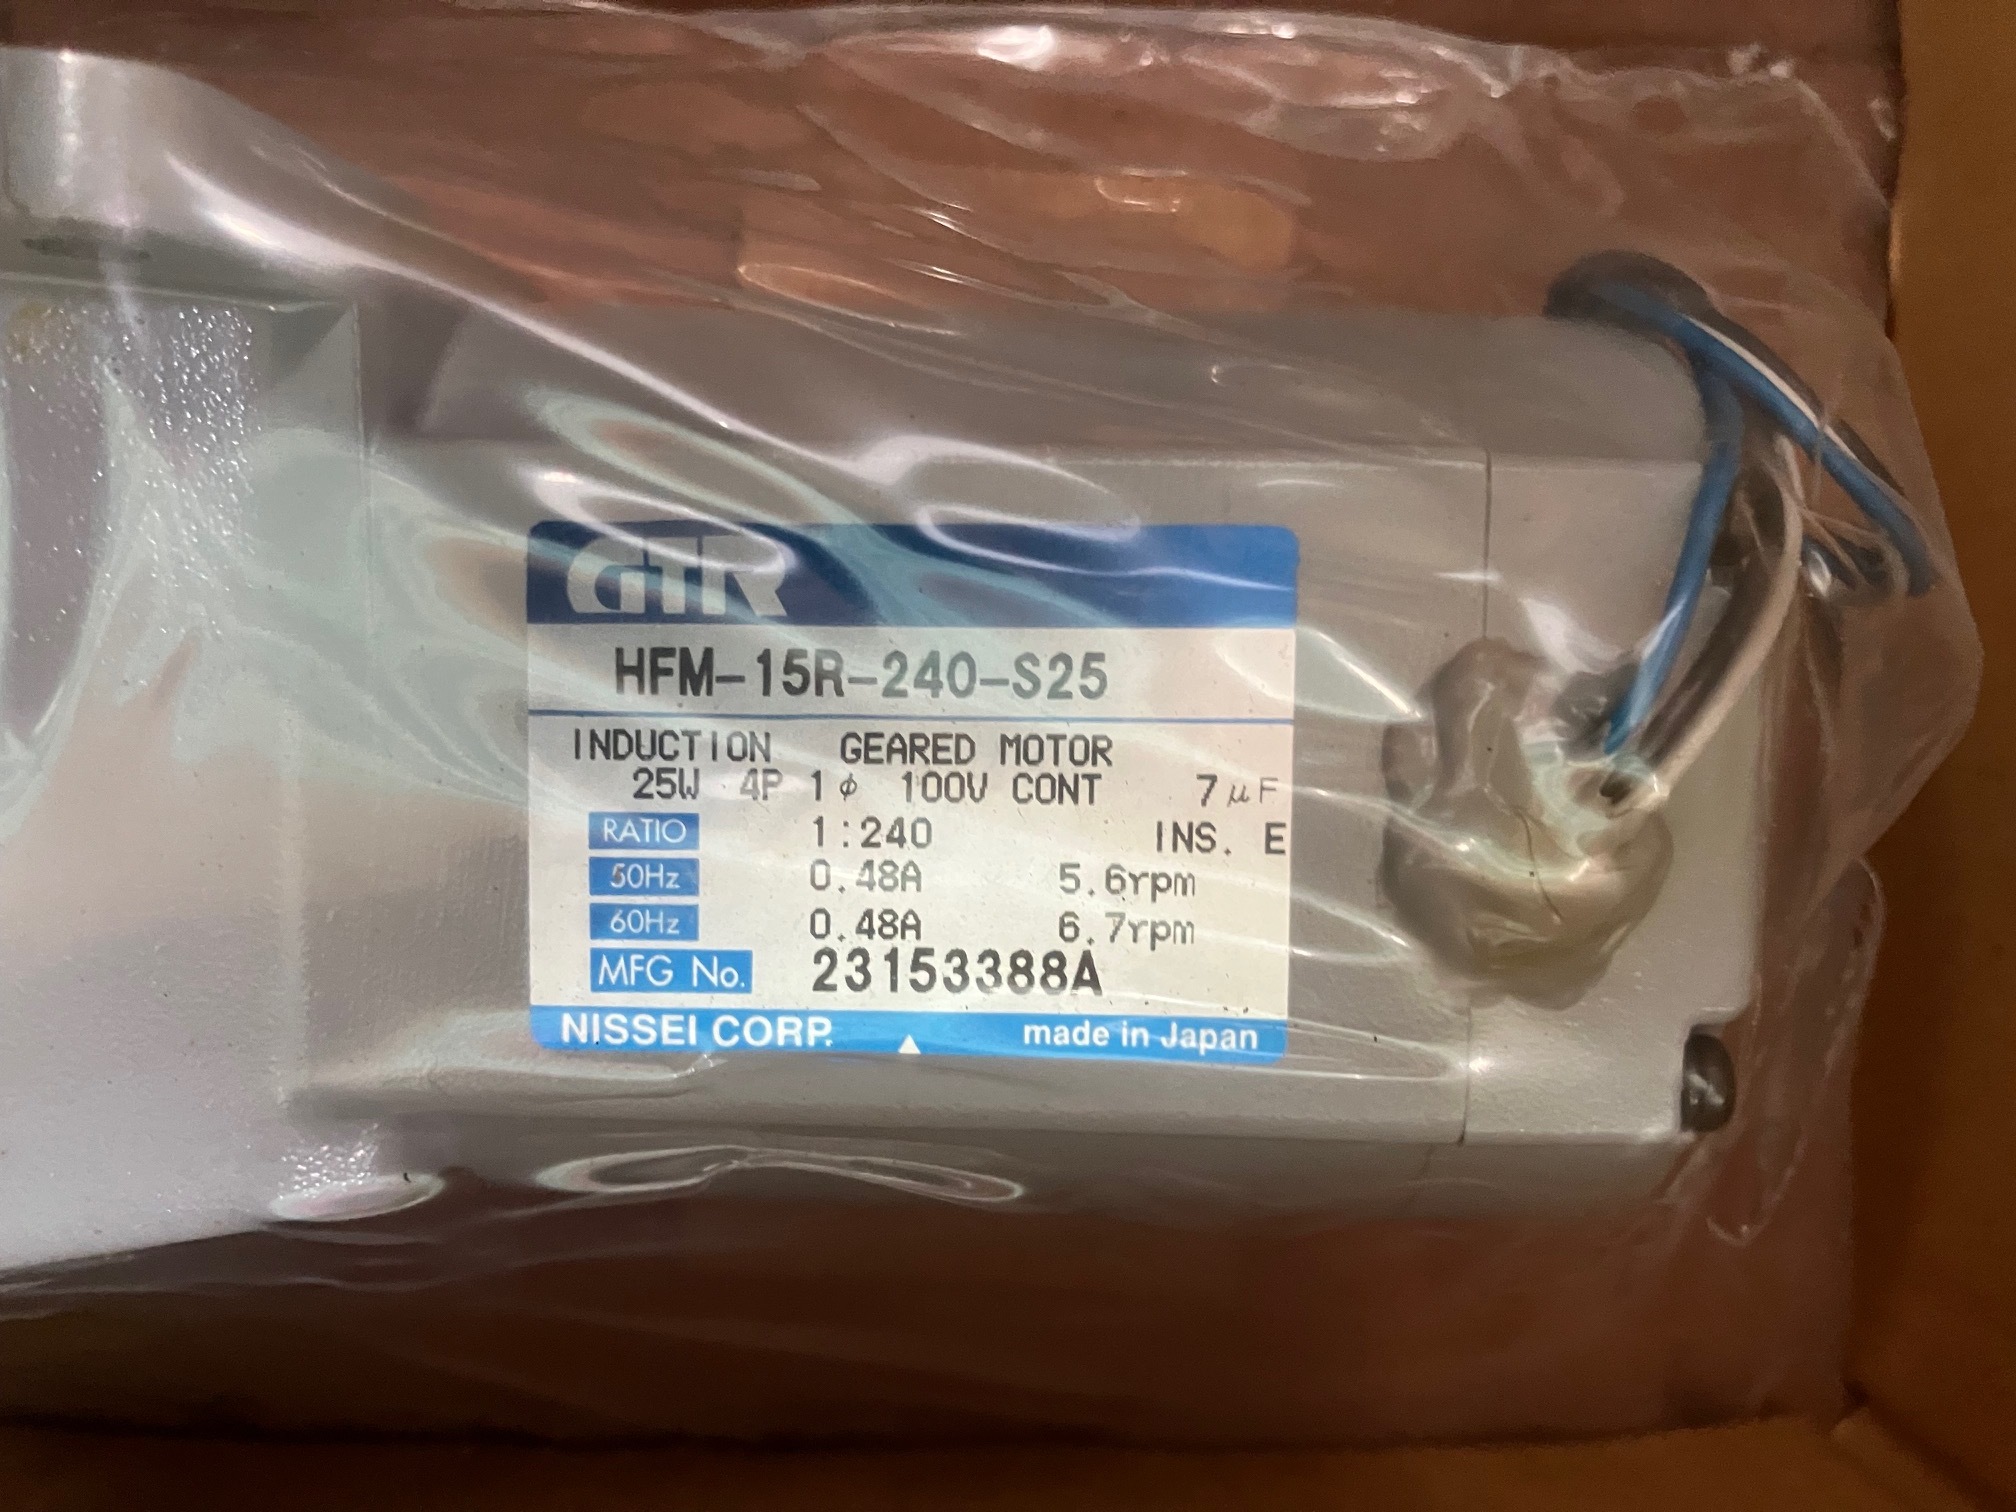 GTR
HFM-15R-240-S25
INDUCTION GEARED MOTOR
25W 4P 1φ 100V CONT 7μF
RATIO 1:240 INS. E
50Hz 0.48A 5.6rpm
60Hz 0.48A 6.7rpm
MFG No. 23153388A
NISSEI CORP. made in Japan